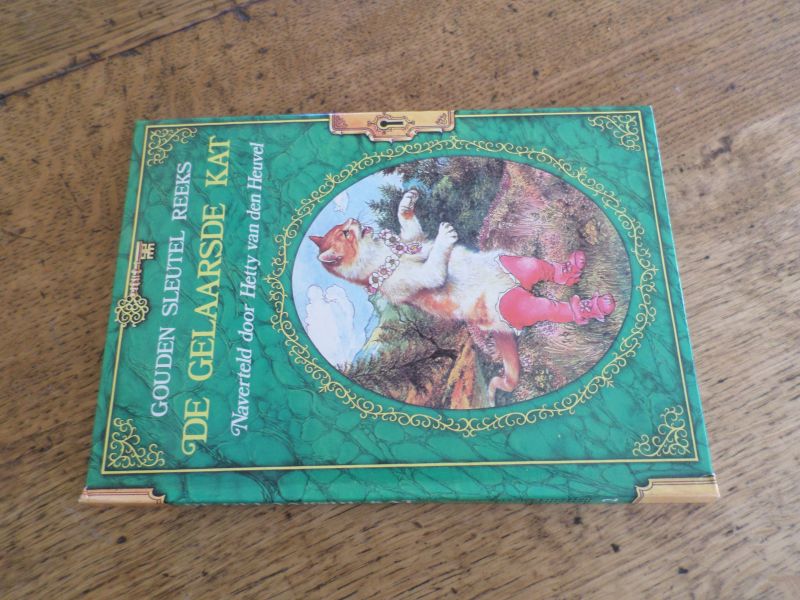 GOUDEN SLEUTEL REEKS
DE GELAARSDE KAT
Naverteld door Hetty van den Heuvel